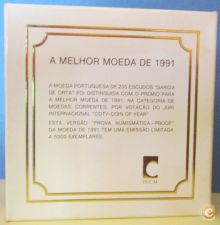 A MELHOR MOEDA DE 1991
A MOEDA PORTUGUESA DE 200 ESCUDOS "GARCIA
DE ORTA" FOI DISTINGUIDA COM O PREMIO PARA
A MELHOR MOEDA DE 1991, NA CATEGORIA DE
MOEDAS CORRENTES, POR VOTAÇÃO DO JURI
INTERNACIONAL "COTY-COIN OF YEAR"
ESTA VERSÃO "PROVA NUMISMÁTICA-PROOF"
DA MOEDA DE 1991 TEM UMA EMISSÃO LIMITADA
A 5000 EXEMPLARES.
INCM